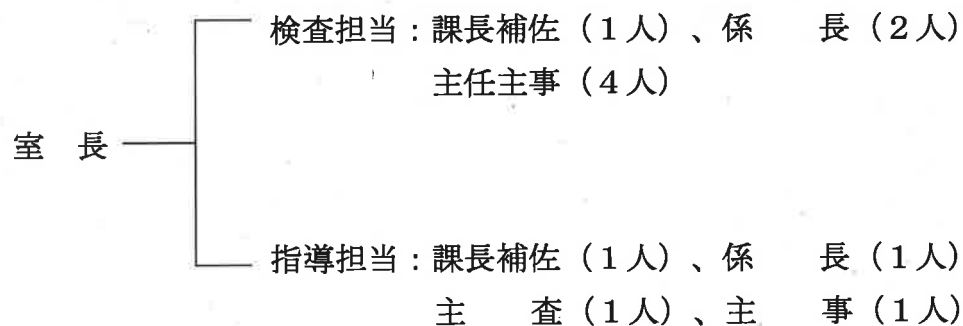 検査担当：課長補佐（１人）、係　　長（２人）
主任主事（４人）
室　長
指導担当：課長補佐（１人）、係　　長（１人）
主　　査（１人）、主　　事（１人）